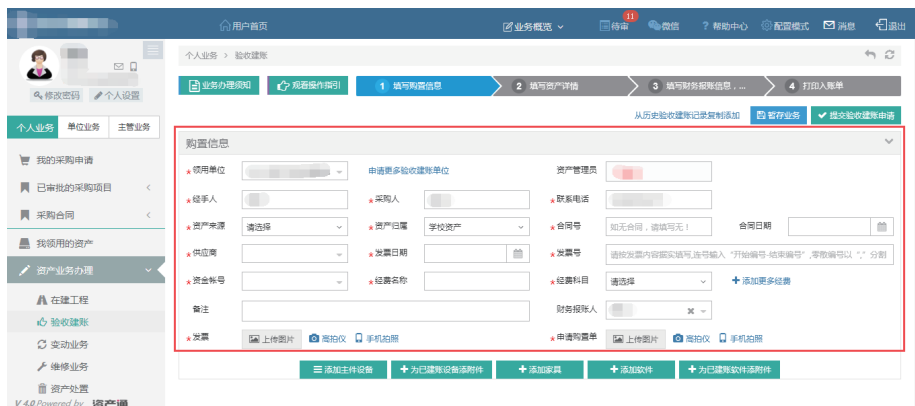 用户首页 业务概览 待审 11 微信 ? 帮助中心 配置模式 消息 退出
修改密码 个人设置
个人业务 单位业务 主管业务
我的采购申请
已审批的采购项目
采购合同
我领用的资产
资产业务办理
在建工程
验收建账
变动业务
维修业务
资产处置
V 4.0 Powered by 资产通
个人业务 > 验收建账
业务办理须知 观看操作指引 1 填写购置信息 2 填写资产详情 3 填写财务报账信息，... 4 打印入账单
从历史验收建账记录复制添加 暂存业务 提交验收建账申请
购置信息
*领用单位 申请更多验收建账单位 资产管理员
*经手人 *采购人 *联系电话
*资产来源 请选择 *资产归属 学校资产 *合同号 如无合同，请填写无！ 合同日期
*供应商 *发票日期 *发票号 请按发票内容据实填写,连号输入 "开始编号-结束编号" ,零散编号以 "," 分割
*资金帐号 *经费名称 *经费科目 请选择 +添加更多经费
备注 财务报账人
*发票 上传图片 高拍仪 手机拍照 *申请购置单 上传图片 高拍仪 手机拍照
添加主件设备 +为已建账设备添附件 +添加家具 +添加软件 +为已建账软件添附件